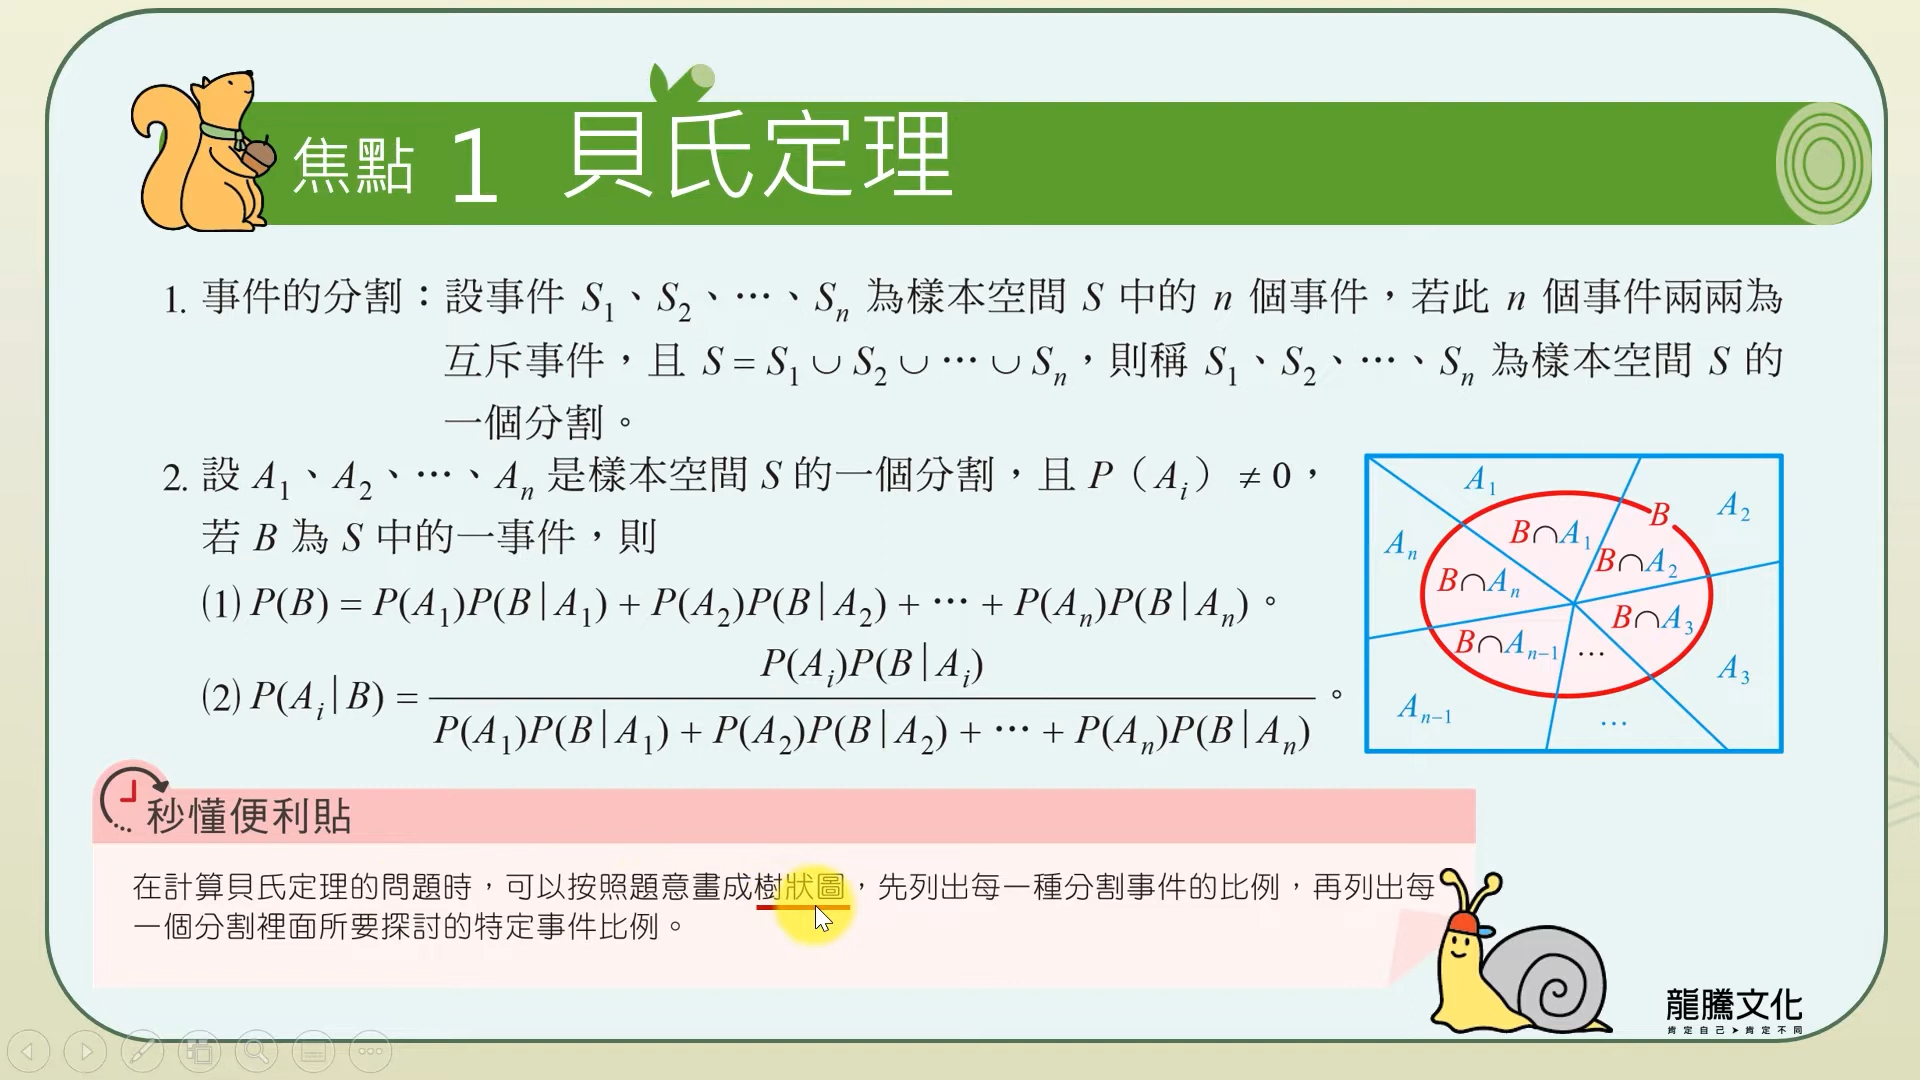 焦點 1 貝氏定理
1. 事件的分割：設事件 S₁、S₂、⋯、Sₙ 為樣本空間 S 中的 n 個事件，若此 n 個事件兩兩為
互斥事件，且 S = S₁ ∪ S₂ ∪ ⋯ ∪ Sₙ，則稱 S₁、S₂、⋯、Sₙ 為樣本空間 S 的
一個分割。
2. 設 A₁、A₂、⋯、Aₙ 是樣本空間 S 的一個分割，且 P（Aᵢ）≠ 0，
若 B 為 S 中的一事件，則
(1) P(B) = P(A₁)P(B|A₁) + P(A₂)P(B|A₂) + ⋯ + P(Aₙ)P(B|Aₙ)。
P(Aᵢ)P(B|Aᵢ)
(2) P(Aᵢ|B) = 。
P(A₁)P(B|A₁) + P(A₂)P(B|A₂) + ⋯ + P(Aₙ)P(B|Aₙ)
A₁
B
A₂
Aₙ
B∩A₁
B∩A₂
B∩Aₙ
B∩A₃
B∩Aₙ₋₁
⋯
A₃
Aₙ₋₁
⋯
秒懂便利貼
在計算貝氏定理的問題時，可以按照題意畫成樹狀圖，先列出每一種分割事件的比例，再列出每
一個分割裡面所要探討的特定事件比例。
龍騰文化
肯定自己➤肯定不同